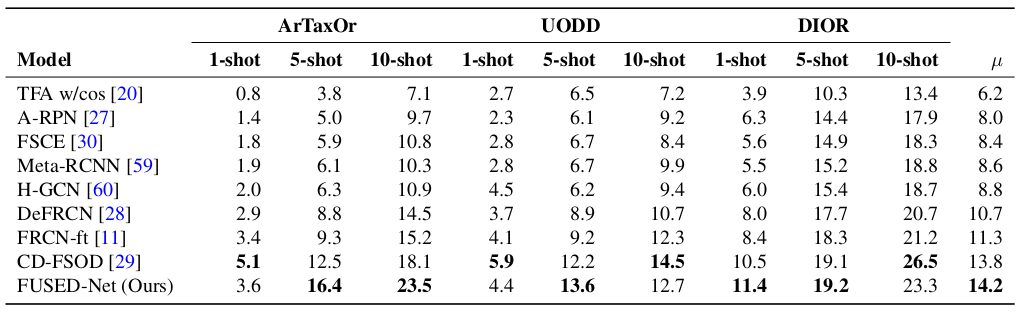 ArTaxOr UODD DIOR
Model 1-shot 5-shot 10-shot 1-shot 5-shot 10-shot 1-shot 5-shot 10-shot μ
TFA w/cos [20] 0.8 3.8 7.1 2.7 6.5 7.2 3.9 10.3 13.4 6.2
A-RPN [27] 1.4 5.0 9.7 2.3 6.1 9.2 6.3 14.4 17.9 8.0
FSCE [30] 1.8 5.9 10.8 2.8 6.7 8.4 5.6 14.9 18.3 8.4
Meta-RCNN [59] 1.9 6.1 10.3 2.8 6.7 9.9 5.5 15.2 18.8 8.6
H-GCN [60] 2.0 6.3 10.9 4.5 6.2 9.4 6.0 15.4 18.7 8.8
DeFRCN [28] 2.9 8.8 14.5 3.7 8.9 10.7 8.0 17.7 20.7 10.7
FRCN-ft [11] 3.4 9.3 15.2 4.1 9.2 12.3 8.4 18.3 21.2 11.3
CD-FSOD [29] 5.1 12.5 18.1 5.9 12.2 14.5 10.5 19.1 26.5 13.8
FUSED-Net (Ours) 3.6 16.4 23.5 4.4 13.6 12.7 11.4 19.2 23.3 14.2